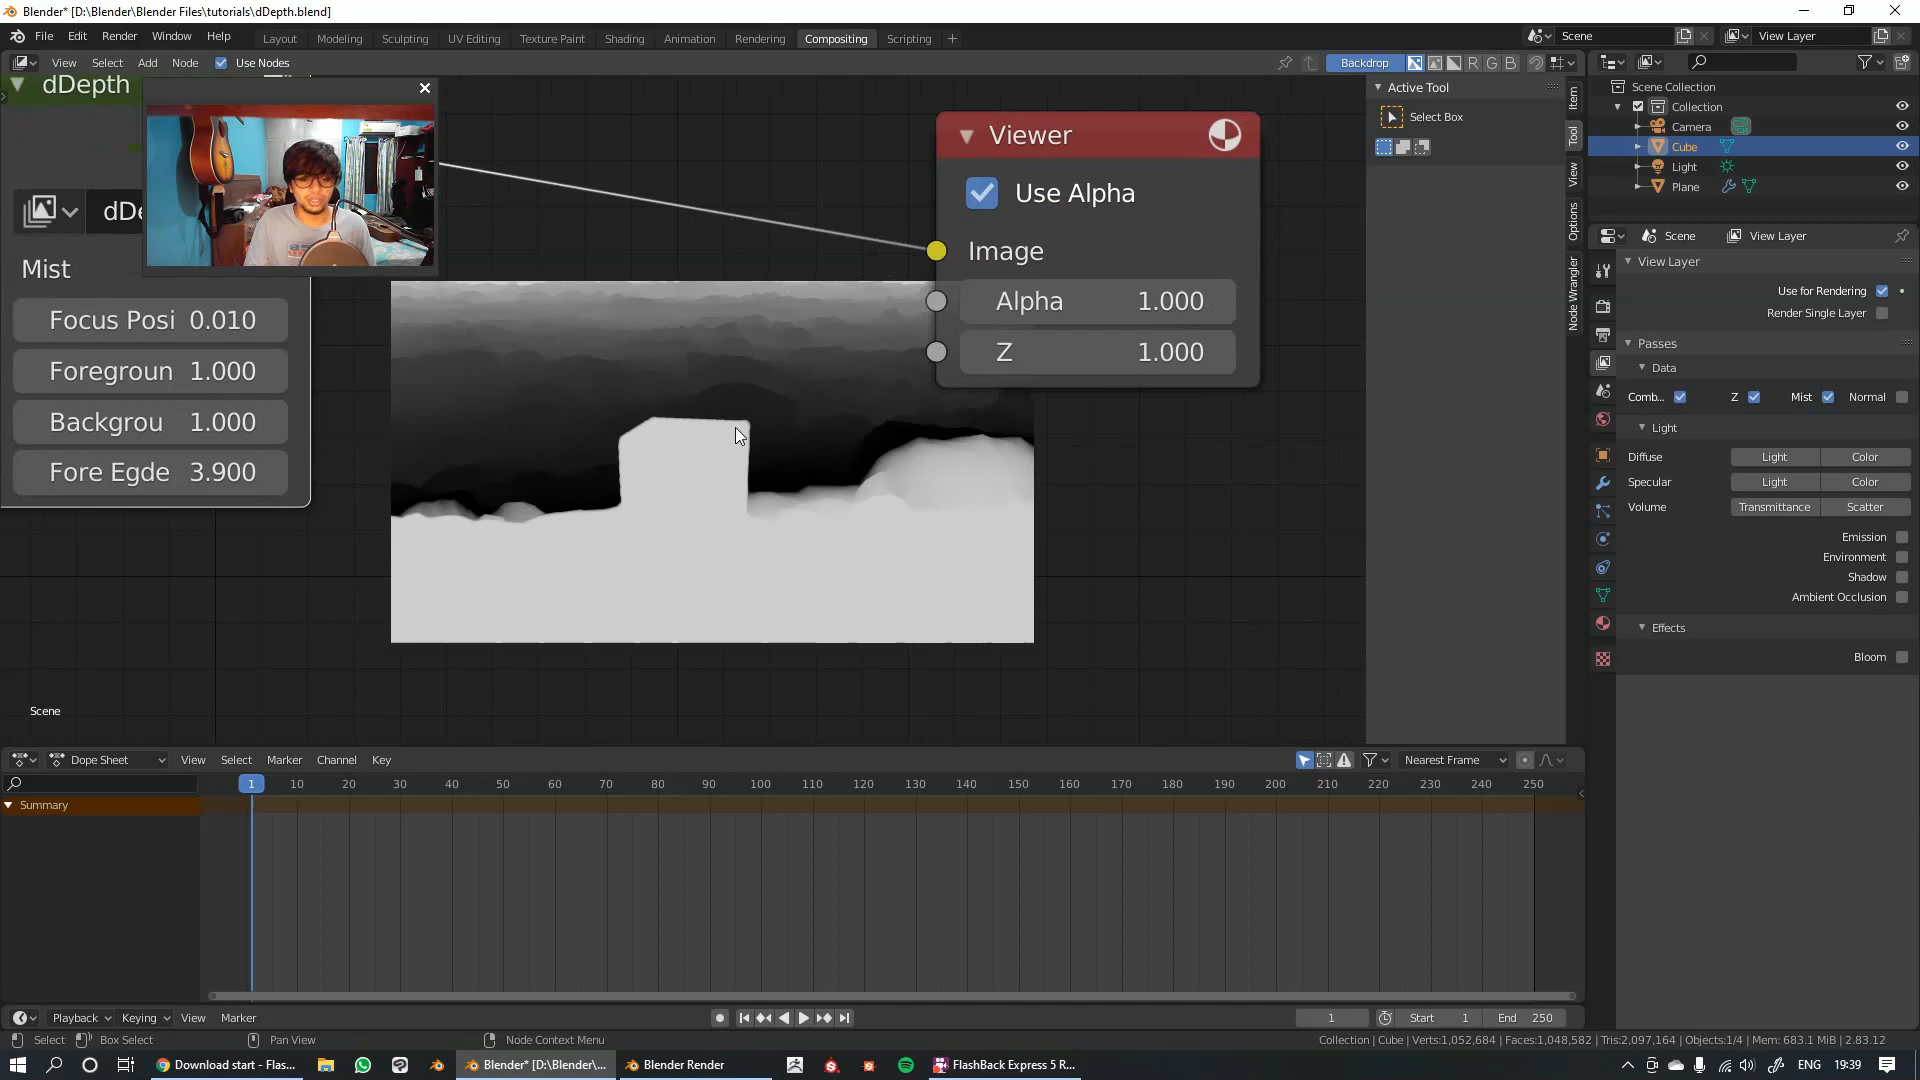 Blender* [D:\Blender\Blender Files\tutorials\dDepth.blend]
File Edit Render Window Help
Layout Modeling Sculpting UV Editing Texture Paint Shading Animation Rendering Compositing Scripting +
Scene View Layer
View Select Add Node Use Nodes
Backdrop R G B
dDepth
Mist
Focus Posi 0.010
Foregroun 1.000
Backgrou 1.000
Fore Egde 3.900
Viewer
Use Alpha
Image
Alpha 1.000
Z 1.000
Active Tool
Select Box
Item
Tool
View
Options
Node Wrangler
Scene Collection
Collection
Camera
Cube
Light
Plane
Scene View Layer
View Layer
Use for Rendering
Render Single Layer
Passes
Data
Comb... Z Mist Normal
Light
Diffuse Light Color
Specular Light Color
Volume Transmittance Scatter
Emission
Environment
Shadow
Ambient Occlusion
Effects
Bloom
Scene
Dope Sheet View Select Marker Channel Key Nearest Frame
1 10 20 30 40 50 60 70 80 90 100 110 120 130 140 150 160 170 180 190 200 210 220 230 240 250
Summary
Playback Keying View Marker 1 Start 1 End 250
Select Box Select Pan View Node Context Menu
Collection | Cube | Verts:1,052,684 | Faces:1,048,582 | Tris:2,097,164 | Objects:1/4 | Mem: 683.1 MiB | 2.83.12
Download start - Flas... Blender* [D:\Blender\... Blender Render FlashBack Express 5 R... ENG 19:39